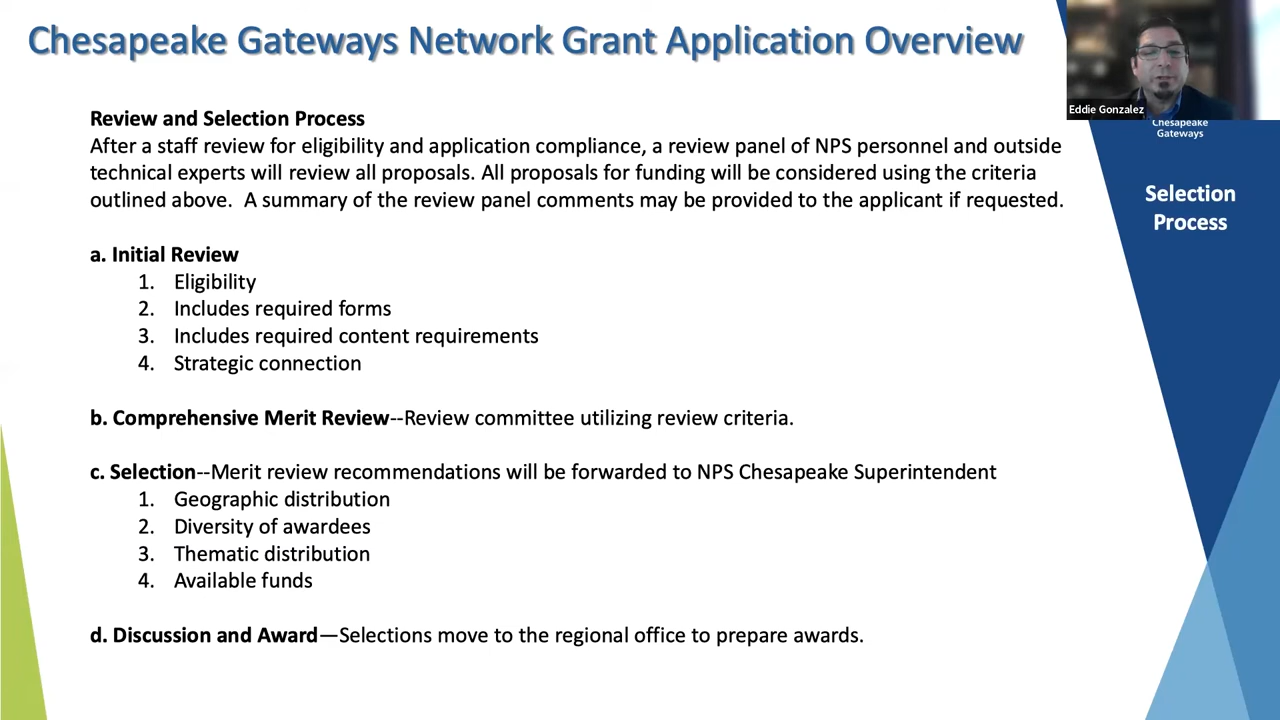 Chesapeake Gateways Network Grant Application Overview
Eddie Gonzalez
Chesapeake
Gateways
Selection
Process
Review and Selection Process
After a staff review for eligibility and application compliance, a review panel of NPS personnel and outside
technical experts will review all proposals. All proposals for funding will be considered using the criteria
outlined above.  A summary of the review panel comments may be provided to the applicant if requested.
a. Initial Review
1. Eligibility
2. Includes required forms
3. Includes required content requirements
4. Strategic connection
b. Comprehensive Merit Review--Review committee utilizing review criteria.
c. Selection--Merit review recommendations will be forwarded to NPS Chesapeake Superintendent
1. Geographic distribution
2. Diversity of awardees
3. Thematic distribution
4. Available funds
d. Discussion and Award—Selections move to the regional office to prepare awards.